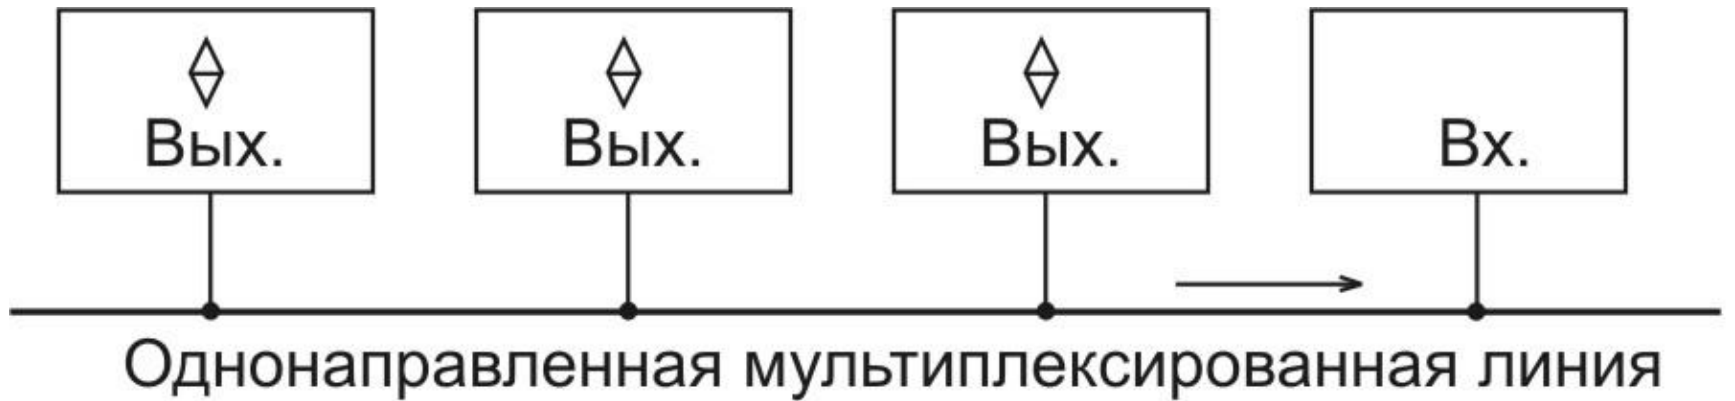 Вых. Вых. Вых. Вх.
Однонаправленная мультиплексированная линия